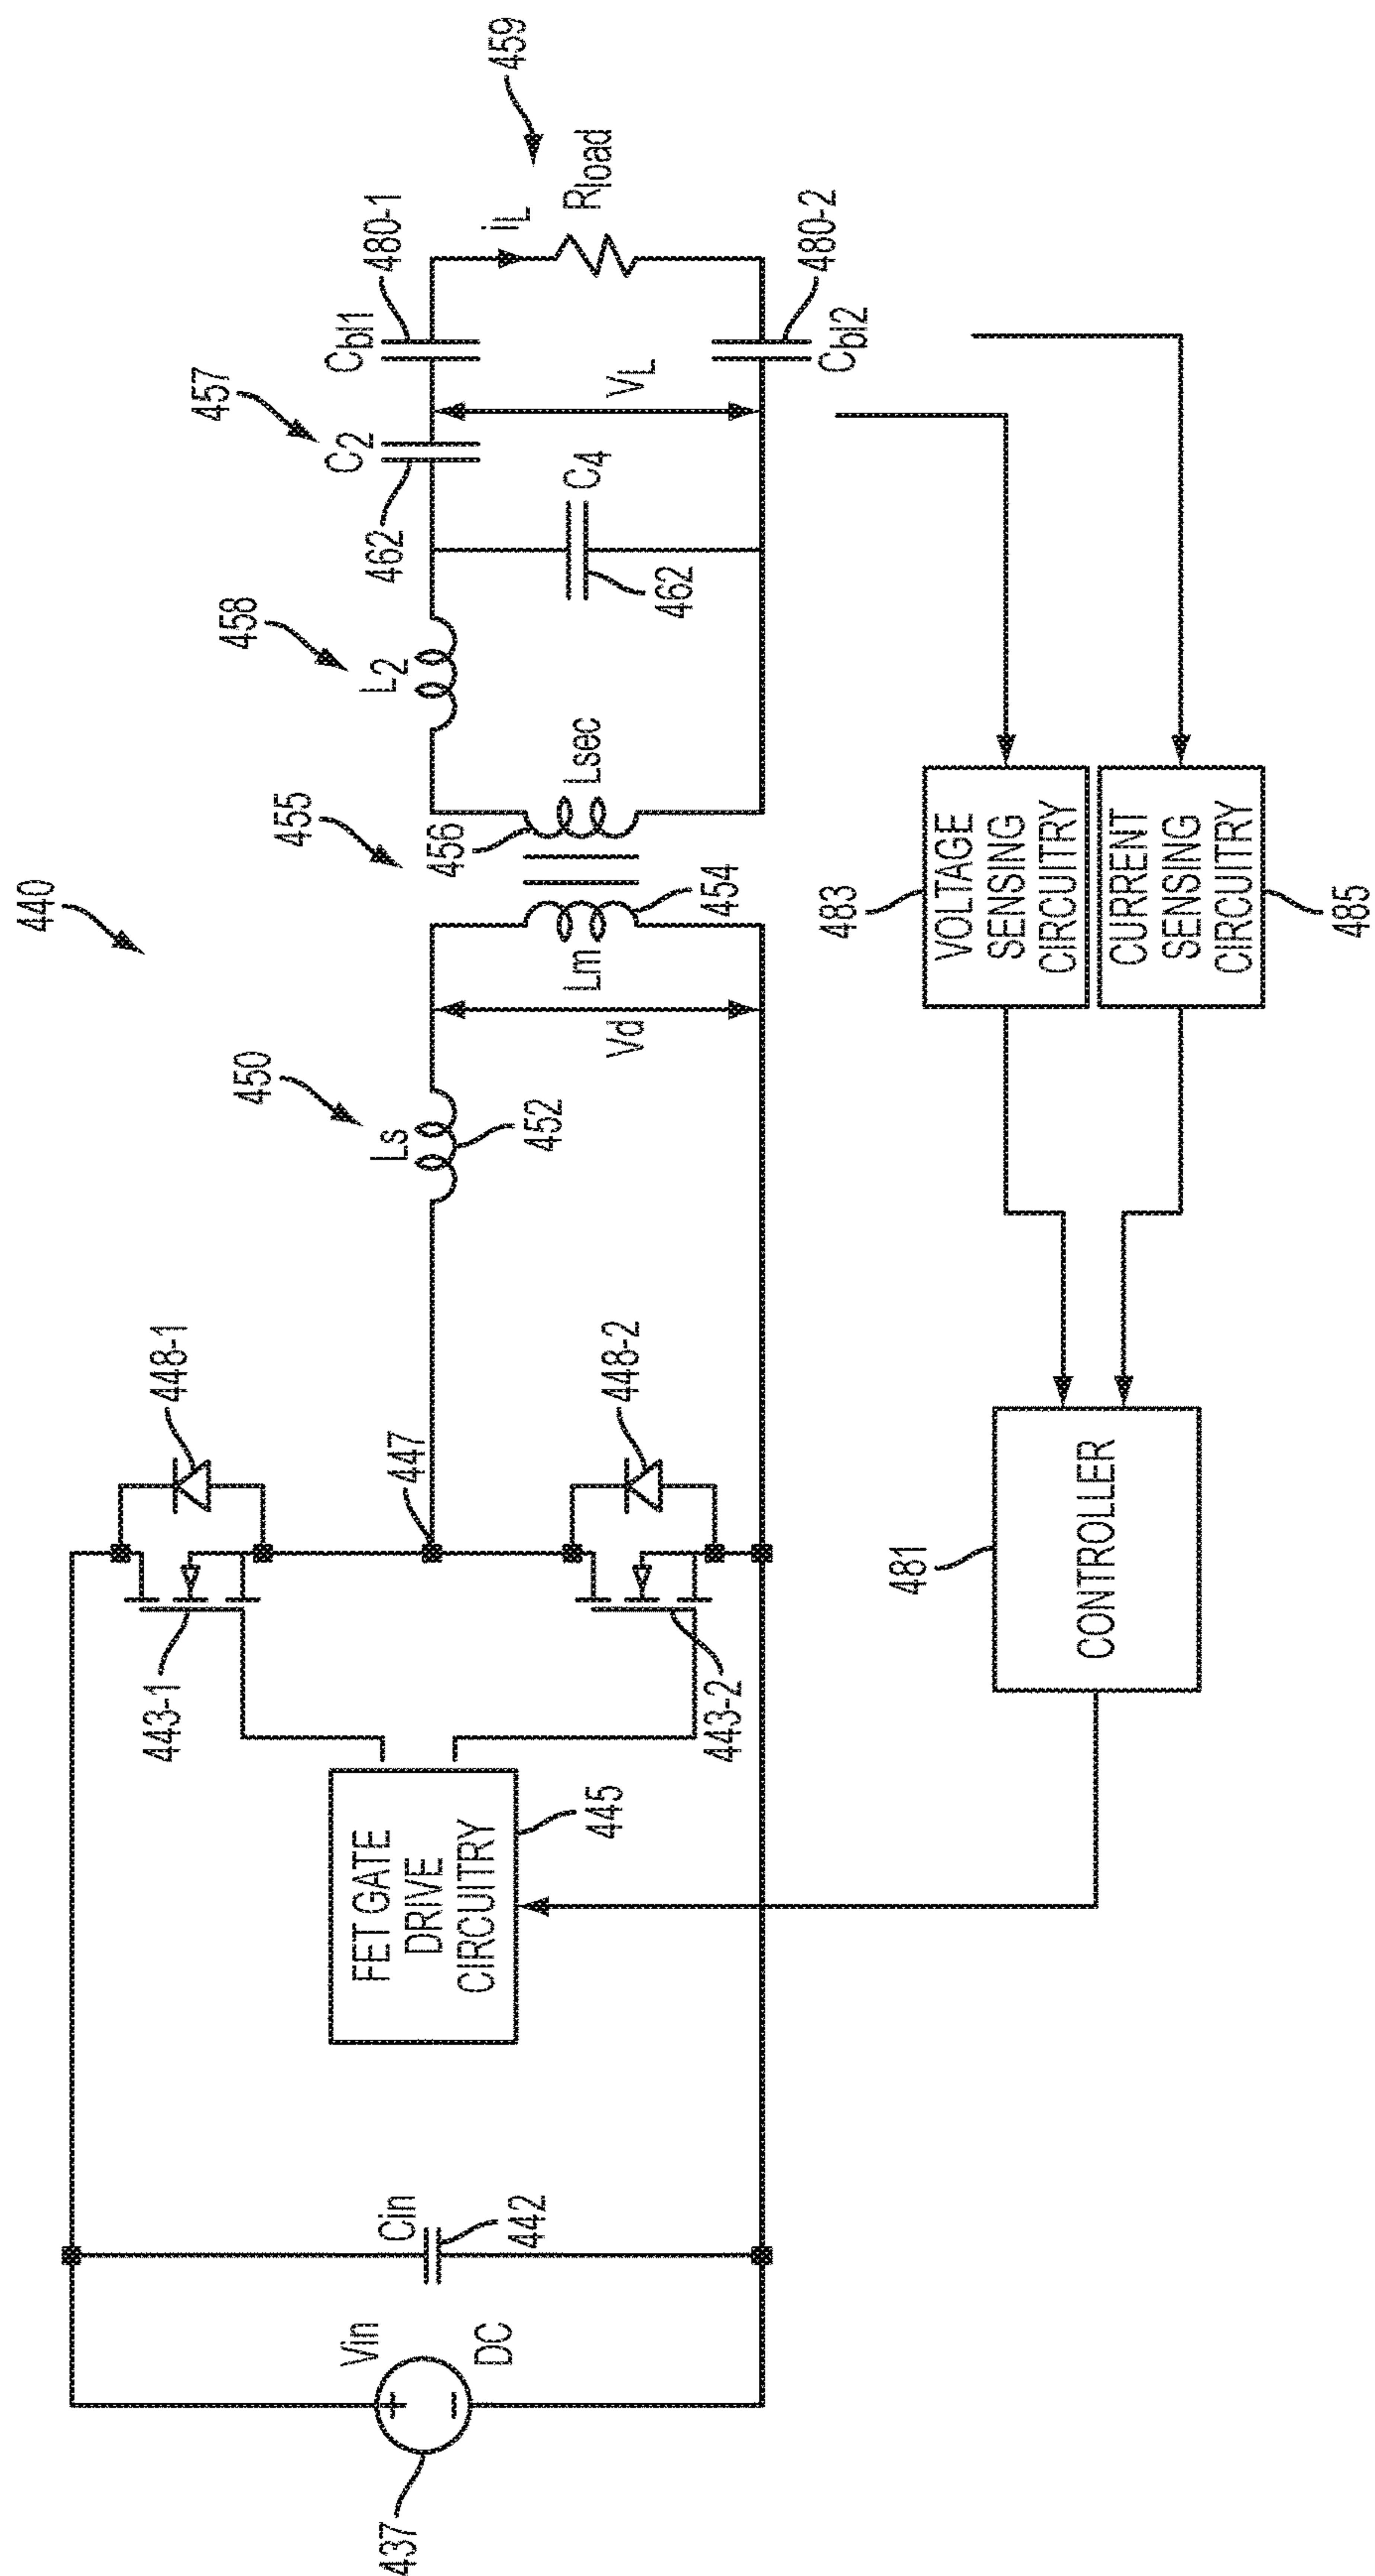 440
437
Vin
DC
Cin
442
443-1
448-1
FET GATE
DRIVE
CIRCUITRY
445
447
443-2
448-2
450
Ls
452
Vd
Lm
454
455
456
Lsec
458
L2
457
462
C2
C4
462
Cbl1
480-1
VL
iL
Rload
459
Cbl2
480-2
481
CONTROLLER
483
VOLTAGE
SENSING
CIRCUITRY
CURRENT
SENSING
CIRCUITRY
485